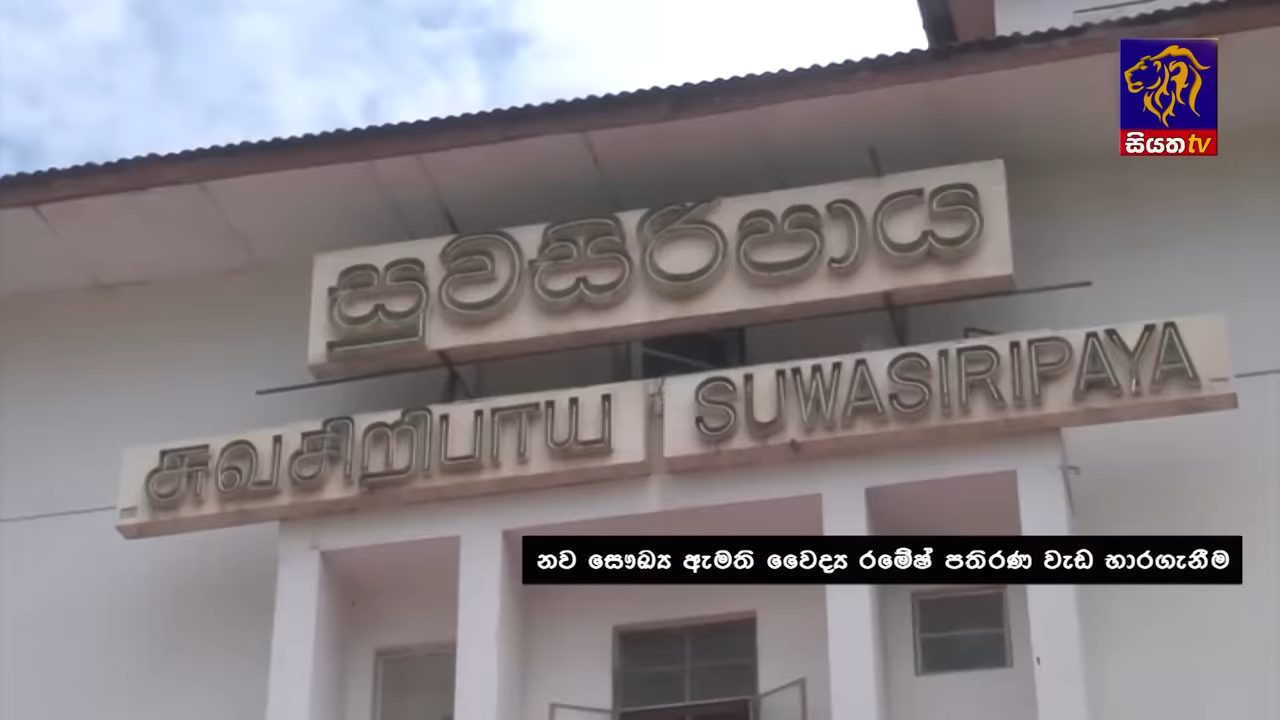 සියත tv
සුවසිරිපාය
சுவசிறிபாய
SUWASIRIPAYA
නව සෞඛ්‍ය ඇමති වෛද්‍ය රමේෂ් පතිරණ වැඩ භාරගැනීම